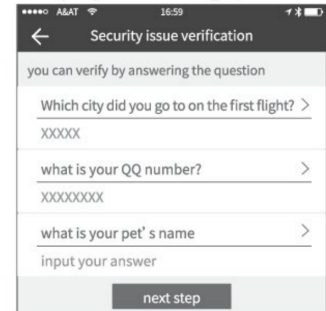 A&AT 16:59
Security issue verification
you can verify by answering the question
Which city did you go to on the first flight? >
XXXXX
what is your QQ number? >
XXXXXXXX
what is your pet's name >
input your answer
next step